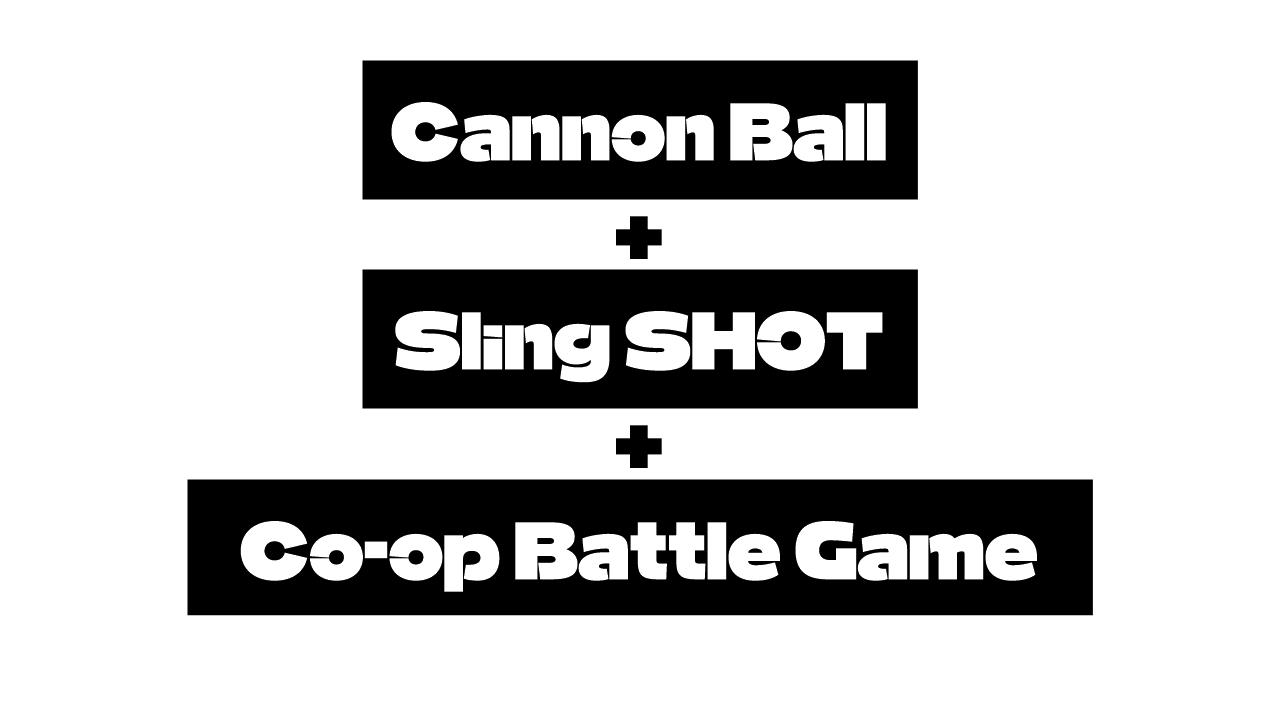 Cannon Ball
+
Sling SHOT
+
Co-op Battle Game